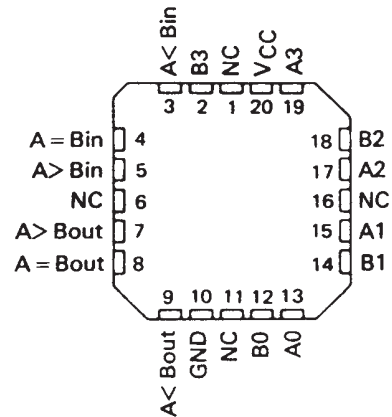 A< Bin
B3
NC
VCC
A3
3 2 1 20 19
A = Bin 4
A> Bin 5
NC 6
A> Bout 7
A = Bout 8
18 B2
17 A2
16 NC
15 A1
14 B1
9 10 11 12 13
A< Bout
GND
NC
B0
A0